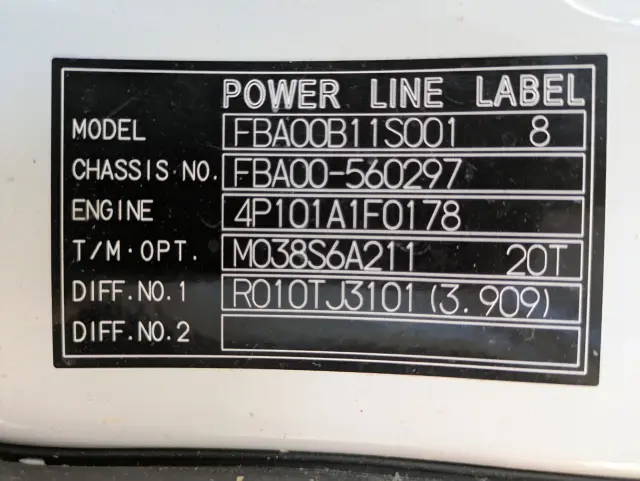 POWER LINE LABEL
MODEL FBA00B11S001 8
CHASSIS NO. FBA00-560297
ENGINE 4P101A1F0178
T/M·OPT. M038S6A211 20T
DIFF.NO.1 R010TJ3101(3.909)
DIFF.NO.2